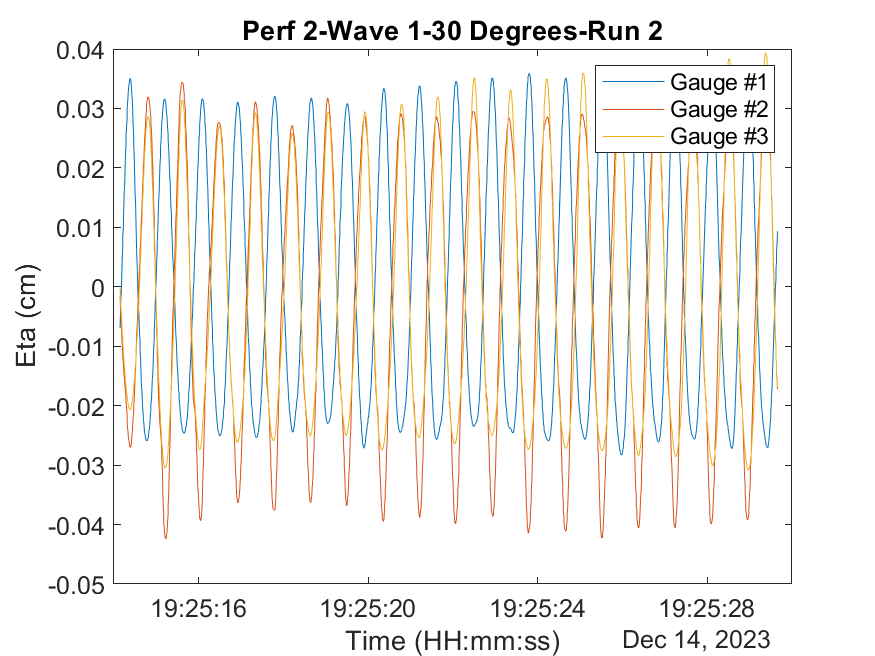 Perf 2-Wave 1-30 Degrees-Run 2
0.04
0.03
0.02
0.01
0
-0.01
-0.02
-0.03
-0.04
-0.05
Eta (cm)
Gauge #1
Gauge #2
Gauge #3
19:25:16 19:25:20 19:25:24 19:25:28
Time (HH:mm:ss)
Dec 14, 2023